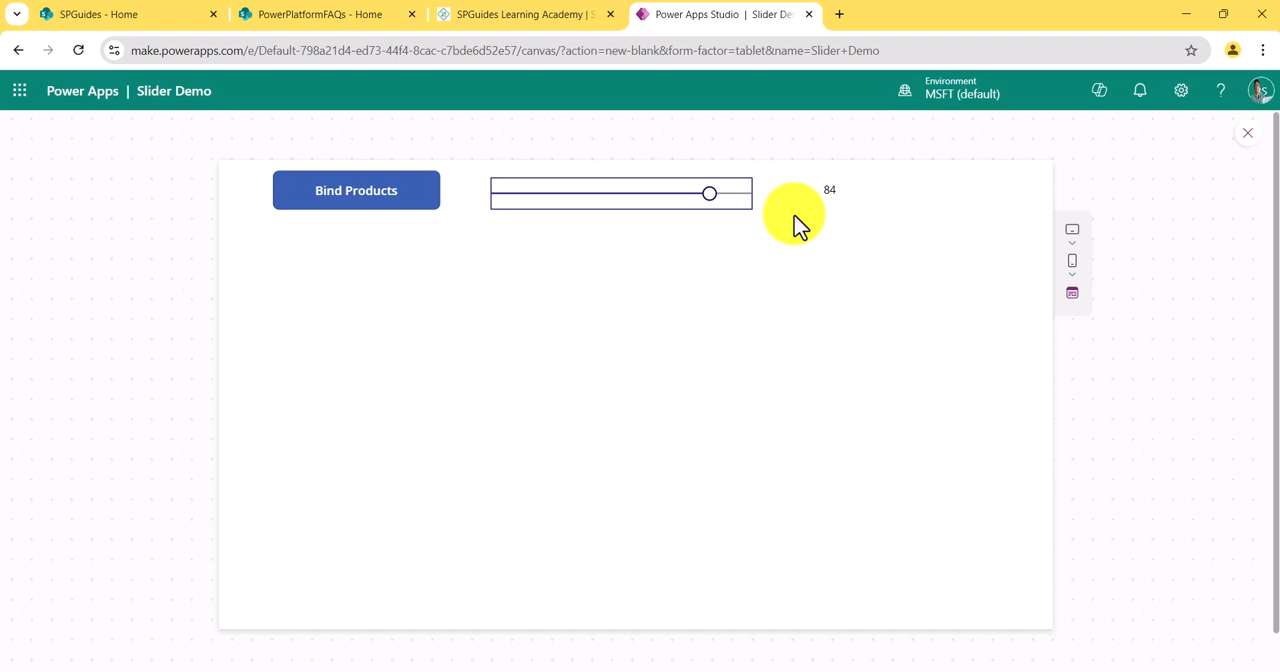 SPGuides - Home
PowerPlatformFAQs - Home
SPGuides Learning Academy | S
Power Apps Studio | Slider De
make.powerapps.com/e/Default-798a21d4-ed73-44f4-8cac-c7bde6d52e57/canvas/?action=new-blank&form-factor=tablet&name=Slider+Demo
Power Apps | Slider Demo
Environment
MSFT (default)
Bind Products
84